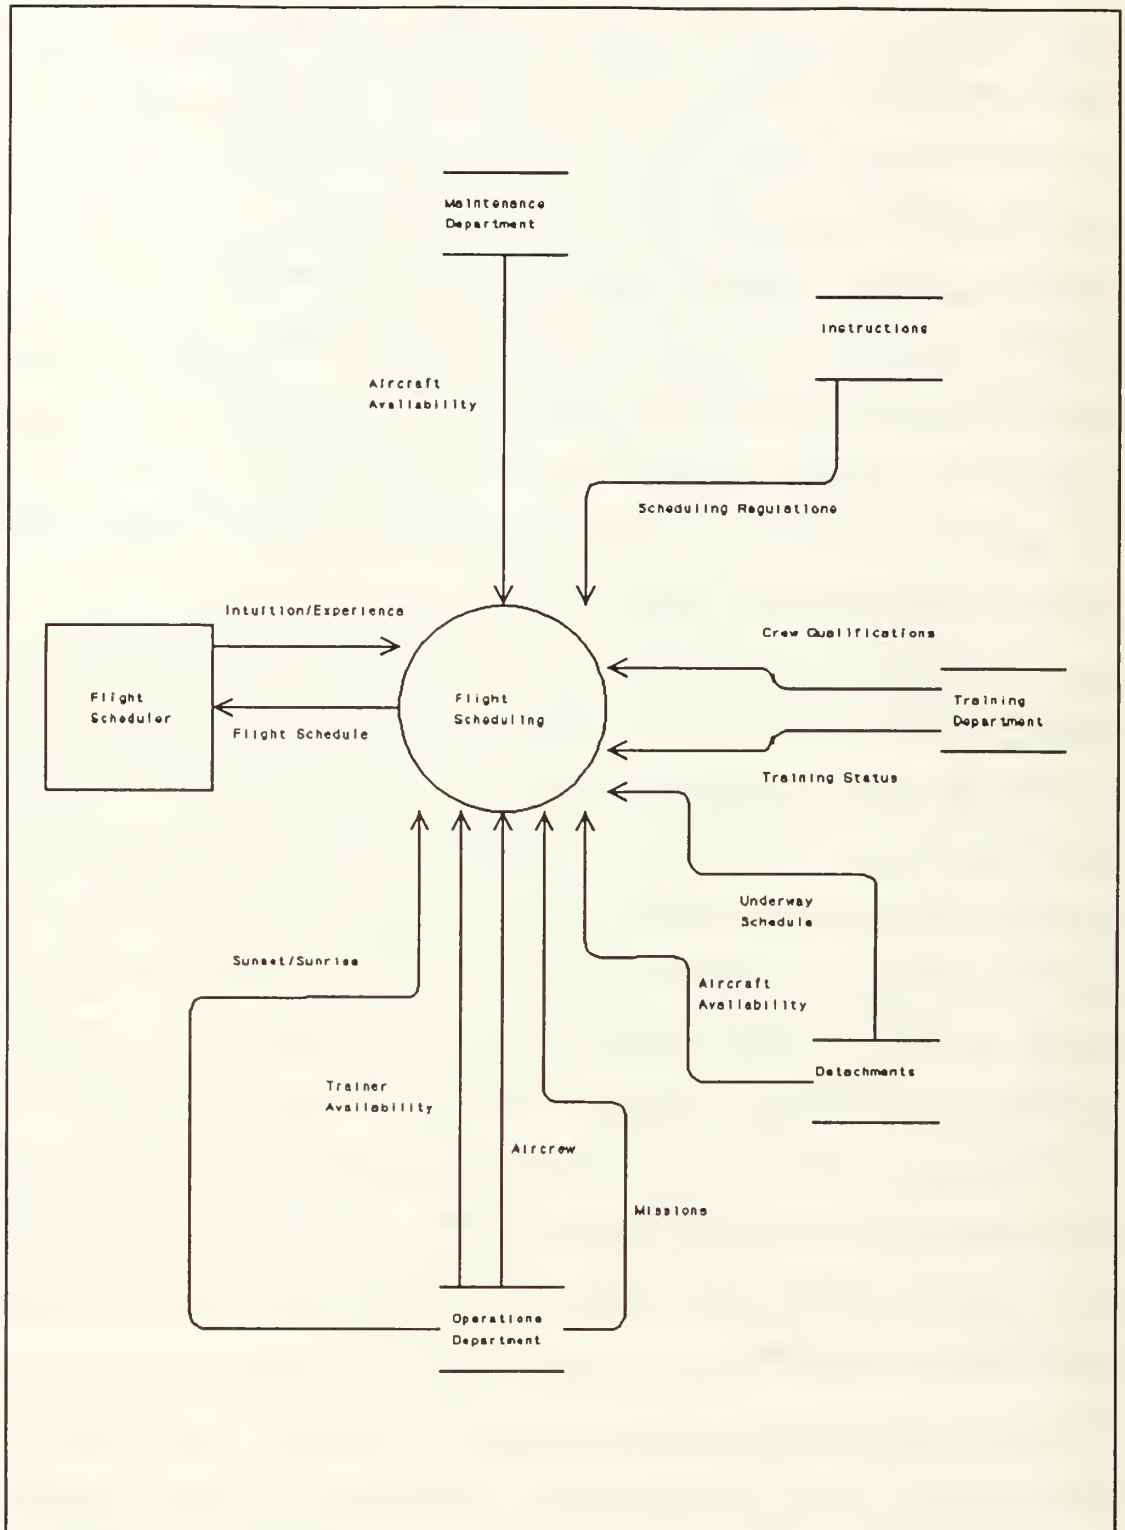 Maintenance
Department
Instructions
Aircraft
Availability
Scheduling Regulations
Intuition/Experience
Crew Qualifications
Flight
Scheduler
Flight
Scheduling
Training
Department
Flight Schedule
Training Status
Underway
Schedule
Sunset/Sunrise
Aircraft
Availability
Detachments
Trainer
Availability
Aircrew
Missions
Operations
Department